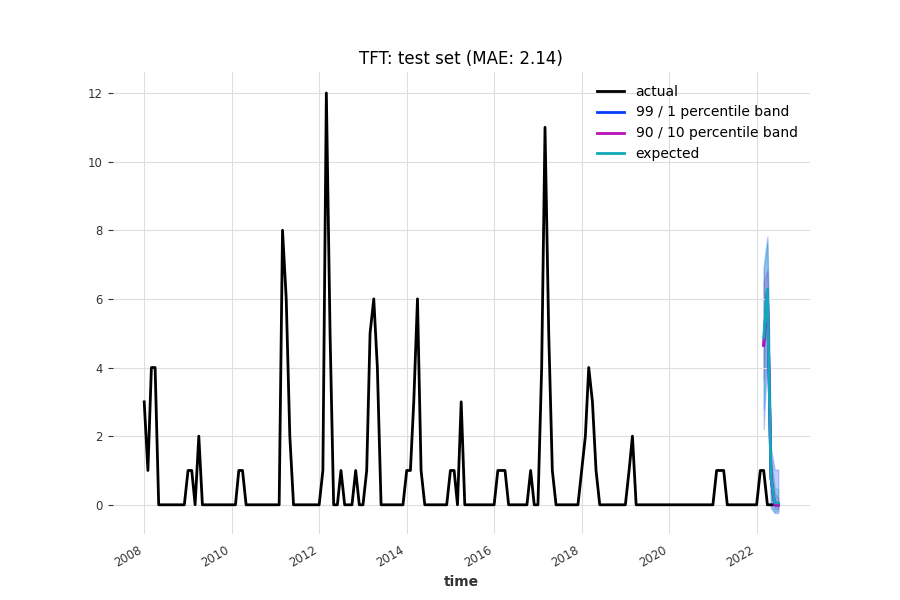 TFT: test set (MAE: 2.14)
actual
99 / 1 percentile band
90 / 10 percentile band
expected
12
10
8
6
4
2
0
2008
2010
2012
2014
2016
2018
2020
2022
time